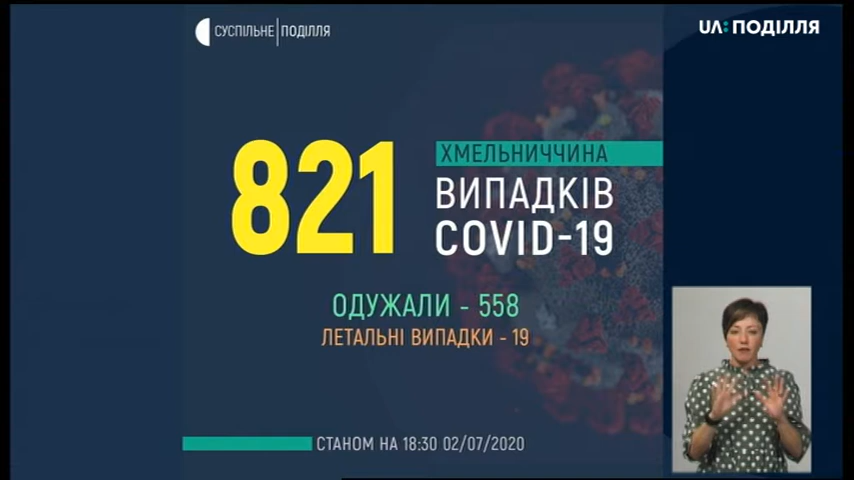 СУСПІЛЬНЕ ПОДІЛЛЯ
UA: ПОДІЛЛЯ
821
ХМЕЛЬНИЧЧИНА
ВИПАДКІВ
COVID-19
ОДУЖАЛИ - 558
ЛЕТАЛЬНІ ВИПАДКИ - 19
СТАНОМ НА 18:30 02/07/2020